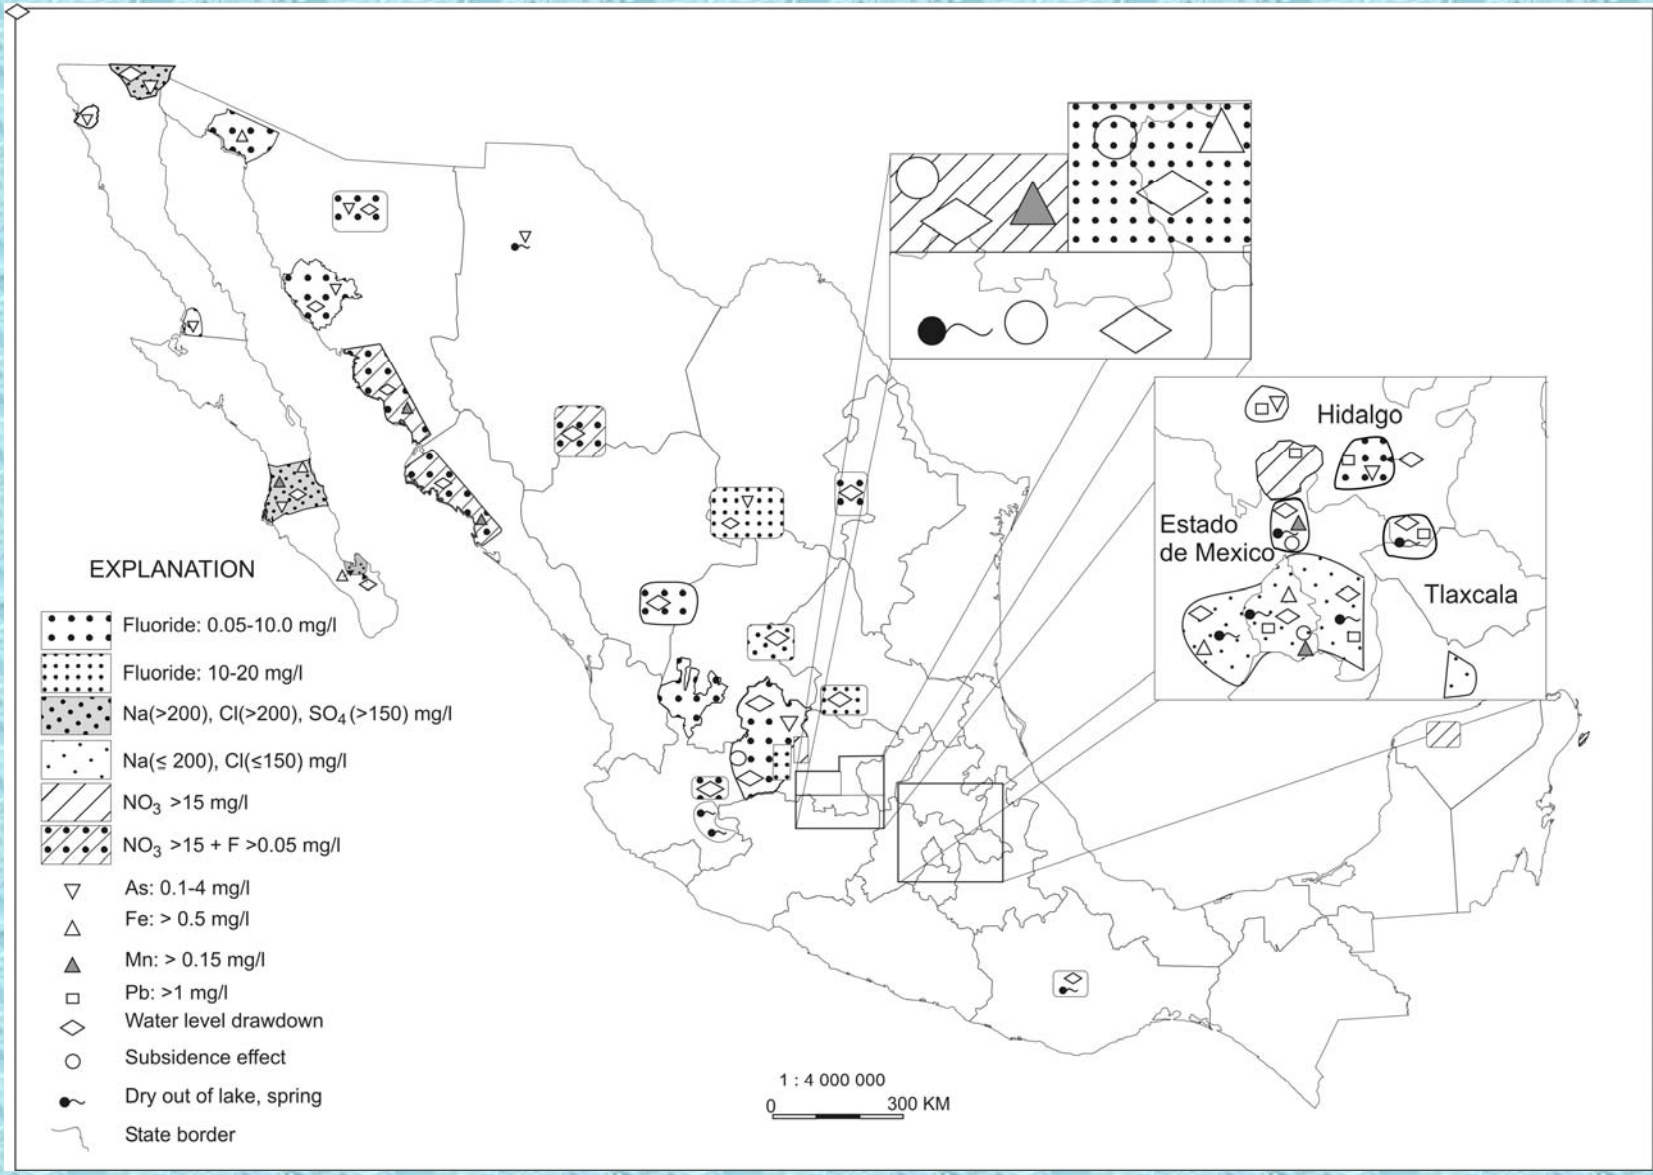 Hidalgo
Estado
de Mexico
Tlaxcala
EXPLANATION
Fluoride: 0.05-10.0 mg/l
Fluoride: 10-20 mg/l
Na(>200), Cl(>200), SO₄(>150) mg/l
Na(≤ 200), Cl(≤150) mg/l
NO₃ >15 mg/l
NO₃ >15 + F >0.05 mg/l
As: 0.1-4 mg/l
Fe: > 0.5 mg/l
Mn: > 0.15 mg/l
Pb: >1 mg/l
Water level drawdown
Subsidence effect
Dry out of lake, spring
State border
1 : 4 000 000
0 300 KM